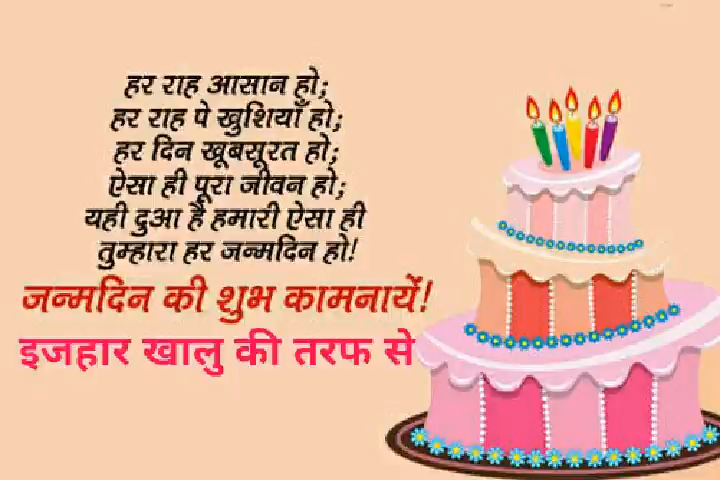 हर राह आसान हो;
हर राह पे खुशियाँ हो;
हर दिन खूबसूरत हो;
ऐसा ही पूरा जीवन हो;
यही दुआ हैं हमारी ऐसा ही
तुम्हारा हर जन्मदिन हो!
जन्मदिन की शुभ कामनायें!
इजहार खालु की तरफ से